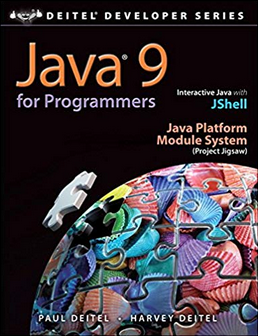 DEITEL® DEVELOPER SERIES
Java® 9
for Programmers
Interactive Java with
JShell
Java Platform
Module System
(Project Jigsaw)
PAUL DEITEL • HARVEY DEITEL